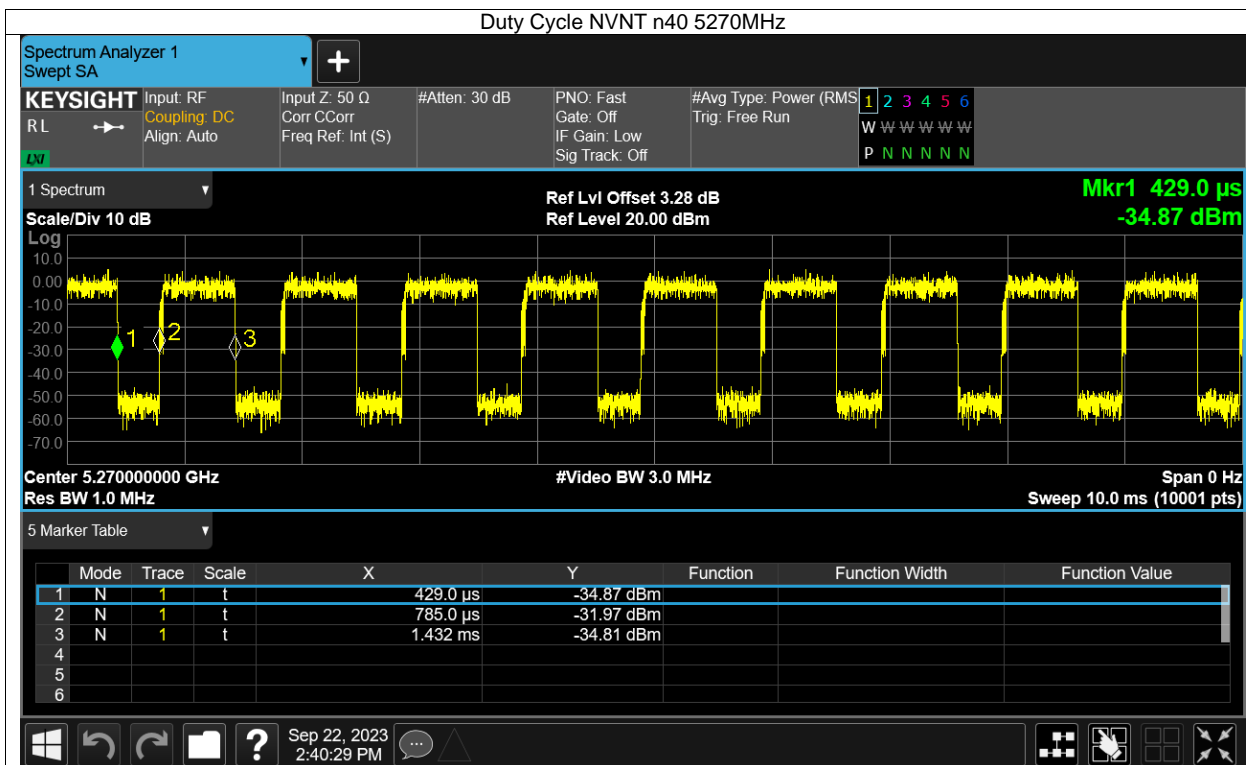 Duty Cycle NVNT n40 5270MHz
Spectrum Analyzer 1
Swept SA
KEYSIGHT
R L
LXI
Input: RF
Coupling: DC
Align: Auto
Input Z: 50 Ω
Corr CCorr
Freq Ref: Int (S)
#Atten: 30 dB
PNO: Fast
Gate: Off
IF Gain: Low
Sig Track: Off
#Avg Type: Power (RMS
Trig: Free Run
1 2 3 4 5 6
W W W W W W
P N N N N N
1 Spectrum
Scale/Div 10 dB
Ref Lvl Offset 3.28 dB
Ref Level 20.00 dBm
Mkr1 429.0 µs
-34.87 dBm
Log
10.0
0.00
-10.0
-20.0
-30.0
-40.0
-50.0
-60.0
-70.0
1
2
3
Center 5.270000000 GHz
#Video BW 3.0 MHz
Span 0 Hz
Res BW 1.0 MHz
Sweep 10.0 ms (10001 pts)
5 Marker Table
Mode Trace Scale X Y Function Function Width Function Value
1 N 1 t 429.0 µs -34.87 dBm
2 N 1 t 785.0 µs -31.97 dBm
3 N 1 t 1.432 ms -34.81 dBm
4
5
6
?
Sep 22, 2023
2:40:29 PM